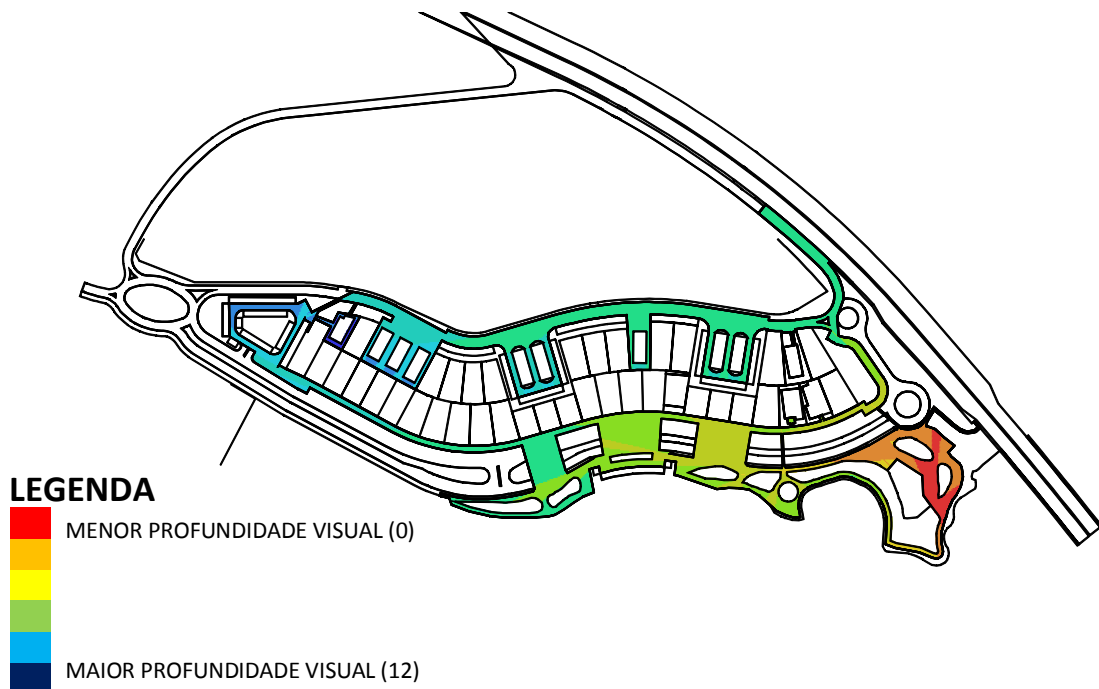 LEGENDA
MENOR PROFUNDIDADE VISUAL (0)
MAIOR PROFUNDIDADE VISUAL (12)